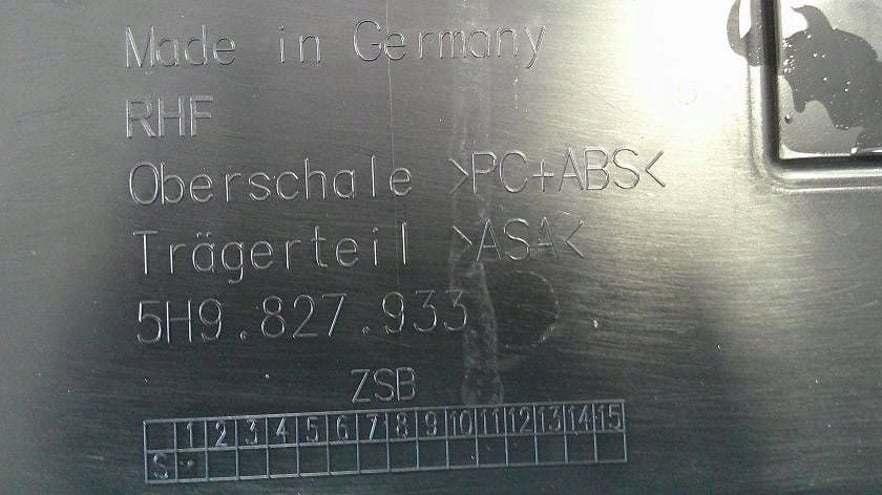 Made in Germany
RHF
Oberschale >PC+ABS<
Trägerteil >ASA<
5H9.827.933
ZSB
1 2 3 4 5 6 7 8 9 10 11 12 13 14 15
S -